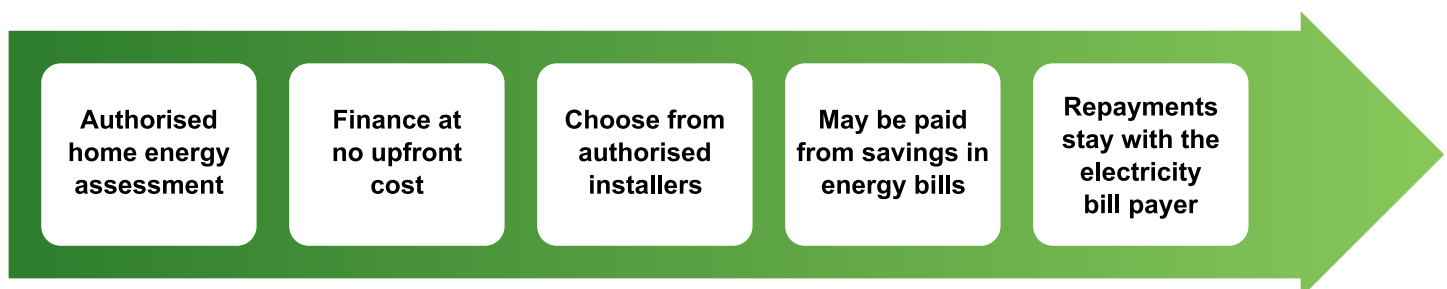 Authorised
home energy
assessment
Finance at
no upfront
cost
Choose from
authorised
installers
May be paid
from savings in
energy bills
Repayments
stay with the
electricity
bill payer